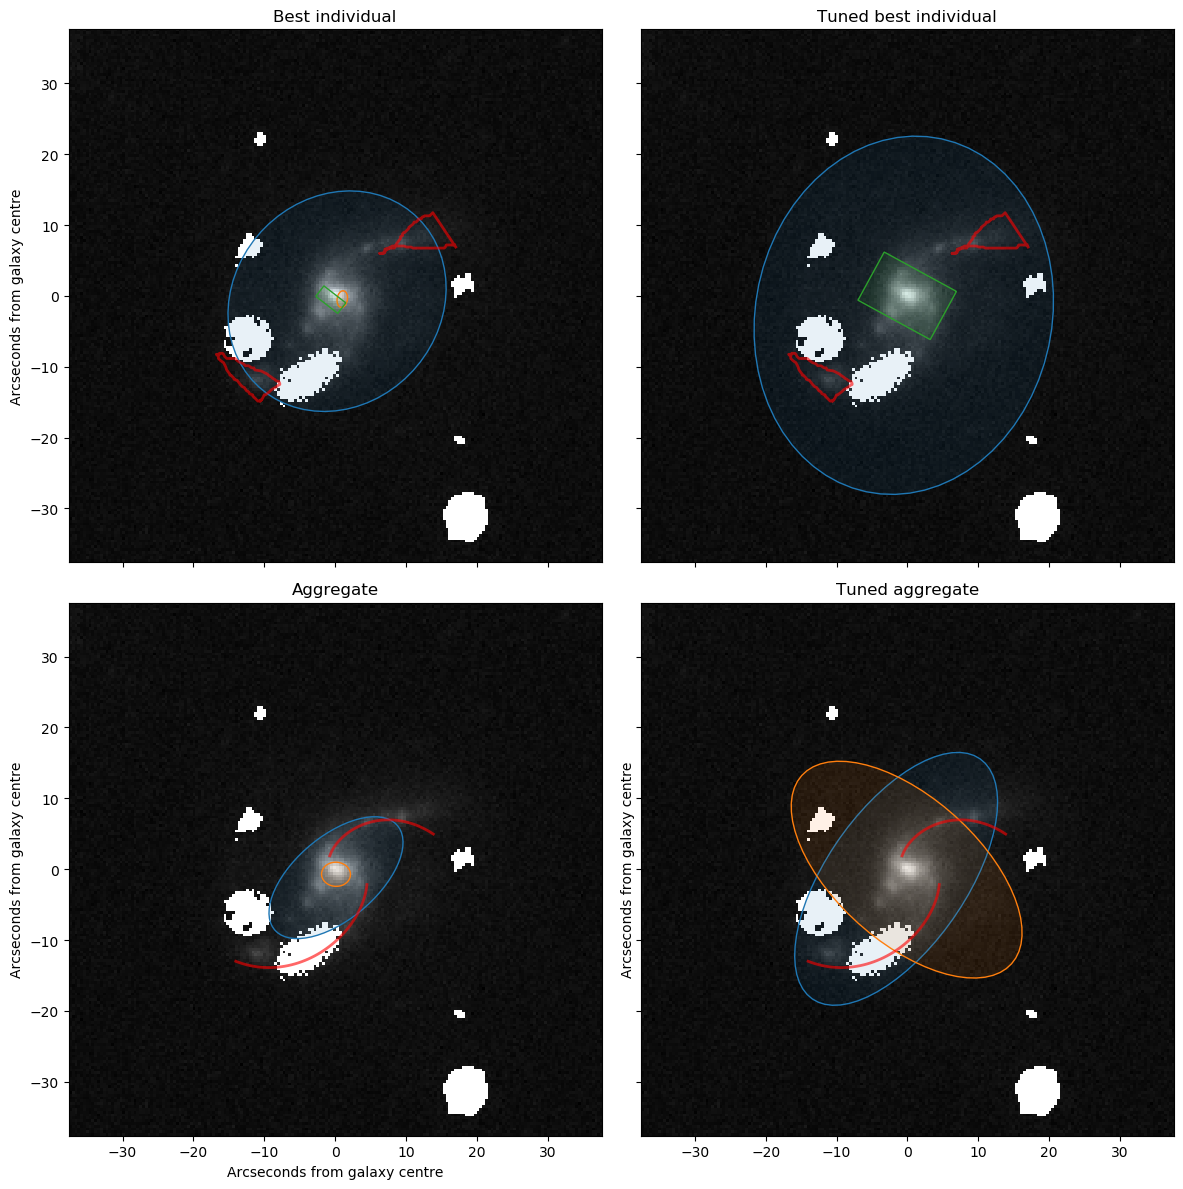 Best individual
Tuned best individual
30
20
10
0
−10
−20
−30
Arcseconds from galaxy centre
Aggregate
Tuned aggregate
30
20
10
0
−10
−20
−30
Arcseconds from galaxy centre
Arcseconds from galaxy centre
−30 −20 −10 0 10 20 30
−30 −20 −10 0 10 20 30
Arcseconds from galaxy centre